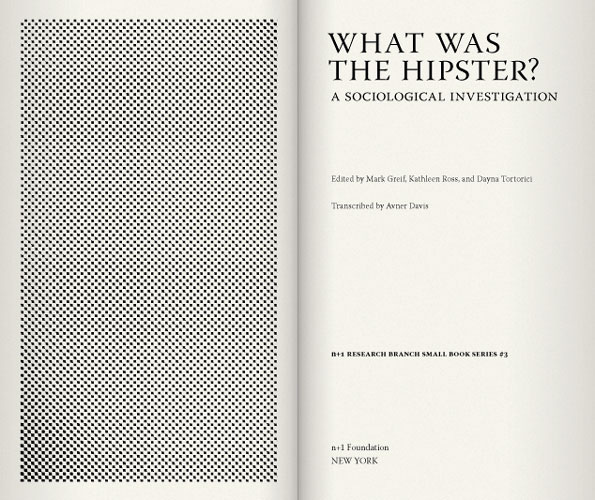 WHAT WAS
THE HIPSTER?
A SOCIOLOGICAL INVESTIGATION
Edited by Mark Greif, Kathleen Ross, and Dayna Tortorici
Transcribed by Avner Davis
n+1 RESEARCH BRANCH SMALL BOOK SERIES #3
n+1 Foundation
NEW YORK